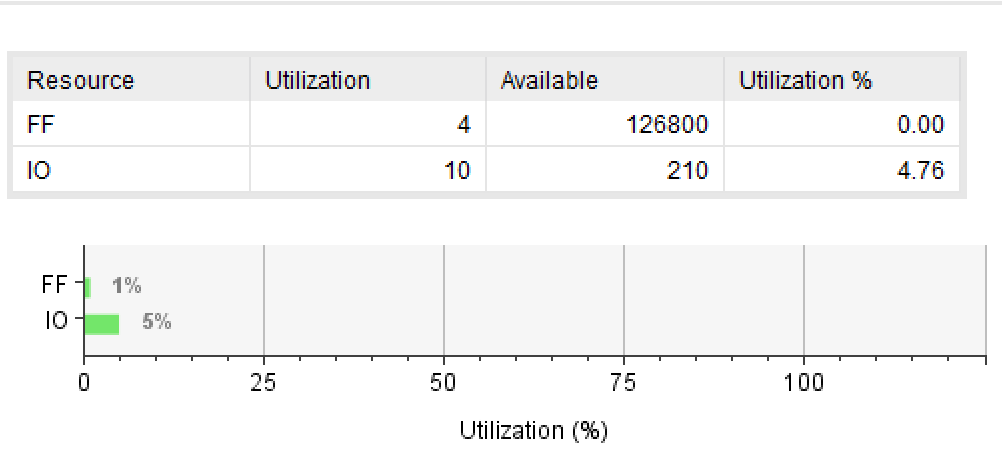 Resource Utilization Available Utilization %
FF 4 126800 0.00
IO 10 210 4.76
FF 1%
IO 5%
0 25 50 75 100
Utilization (%)